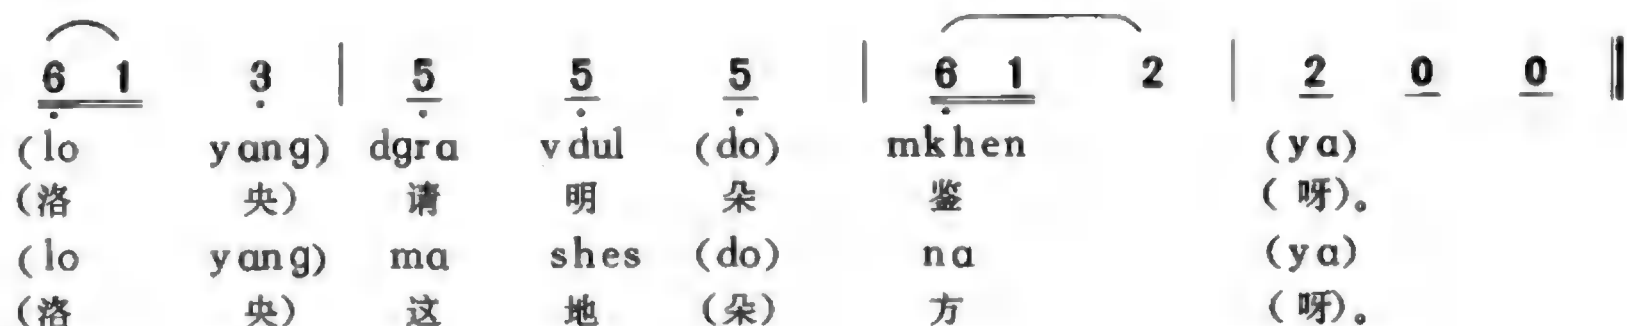 6 1 3 | 5 5 5 | 6 1 2 | 2 0 0 ‖
(lo yang) dgra vdul (do) mkhen (ya)
(洛 央) 请 明 朵 鉴 ( 呀)。
(lo yang) ma shes (do) na (ya)
(洛 央) 这 地 (朵) 方 ( 呀)。